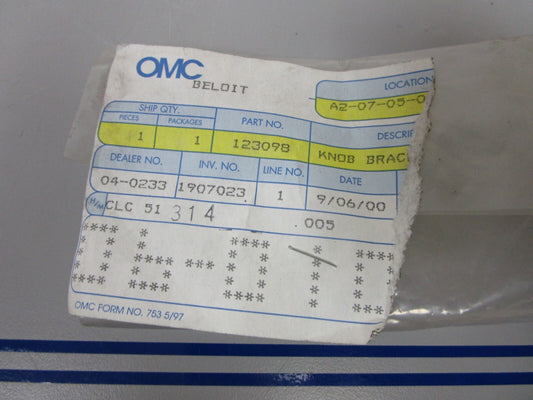 OMC
BELOIT
LOCATION
A2-07-05-0
SHIP QTY.
PIECES PACKAGES PART NO. DESCRIP
1 1 123098 KNOB BRAC
DEALER NO. INV. NO. LINE NO. DATE
04-0233 1907023 1 9/06/00
H/M CLC 51 314 005
OMC FORM NO. 753 5/97